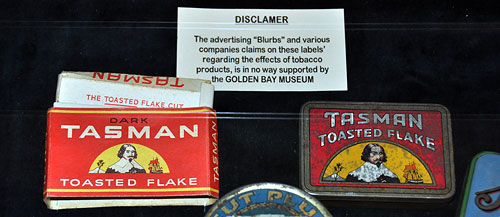 DISCLAMER
The advertising "Blurbs" and various
companies claims on these labels'
regarding the effects of tobacco
products, is in no way supported by
the GOLDEN BAY MUSEUM
TASMAN
THE TOASTED FLAKE CUT
DARK
TASMAN
TOASTED FLAKE
TASMAN
TOASTED FLAKE
CUT PLU